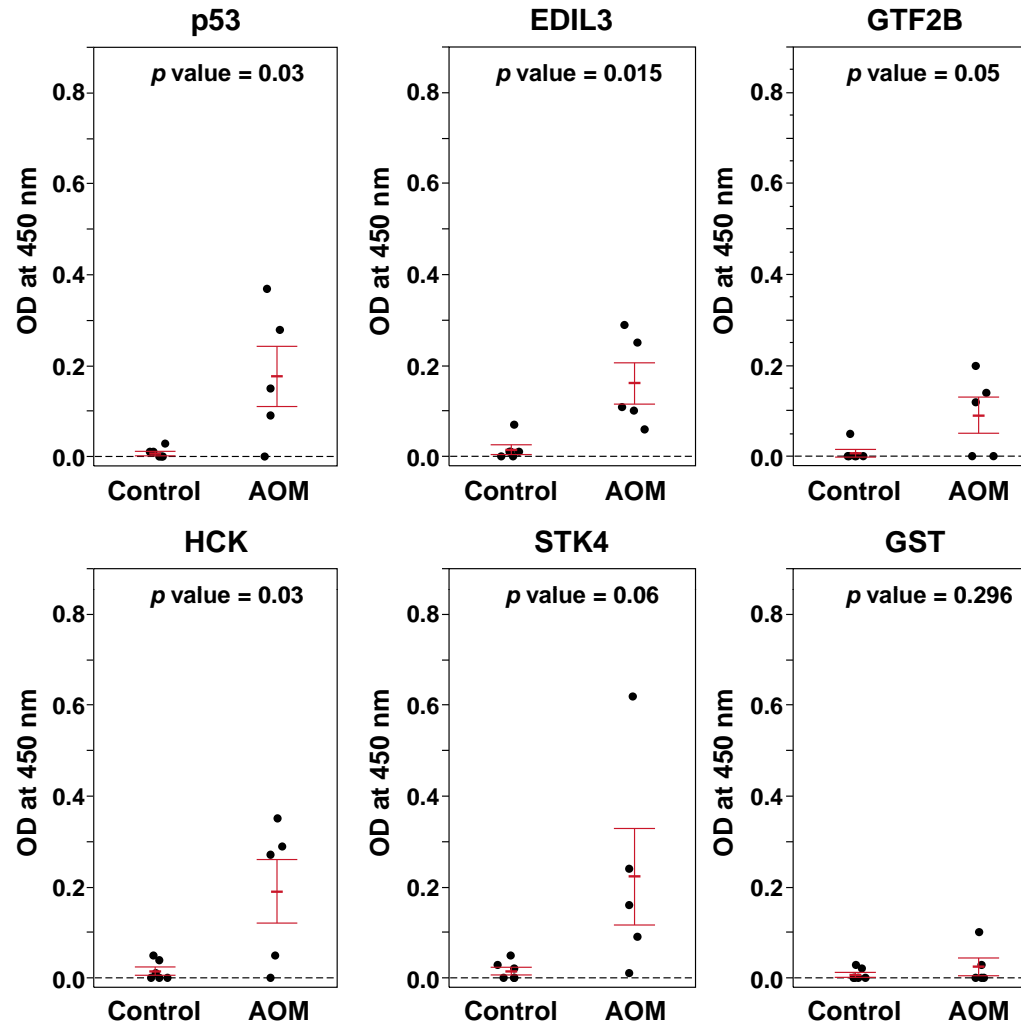 p53
EDIL3
GTF2B
p value = 0.03
p value = 0.015
p value = 0.05
OD at 450 nm
0.8
0.6
0.4
0.2
0.0
OD at 450 nm
0.8
0.6
0.4
0.2
0.0
OD at 450 nm
0.8
0.6
0.4
0.2
0.0
Control AOM
Control AOM
Control AOM
HCK
STK4
GST
p value = 0.03
p value = 0.06
p value = 0.296
OD at 450 nm
0.8
0.6
0.4
0.2
0.0
OD at 450 nm
0.8
0.6
0.4
0.2
0.0
OD at 450 nm
0.8
0.6
0.4
0.2
0.0
Control AOM
Control AOM
Control AOM